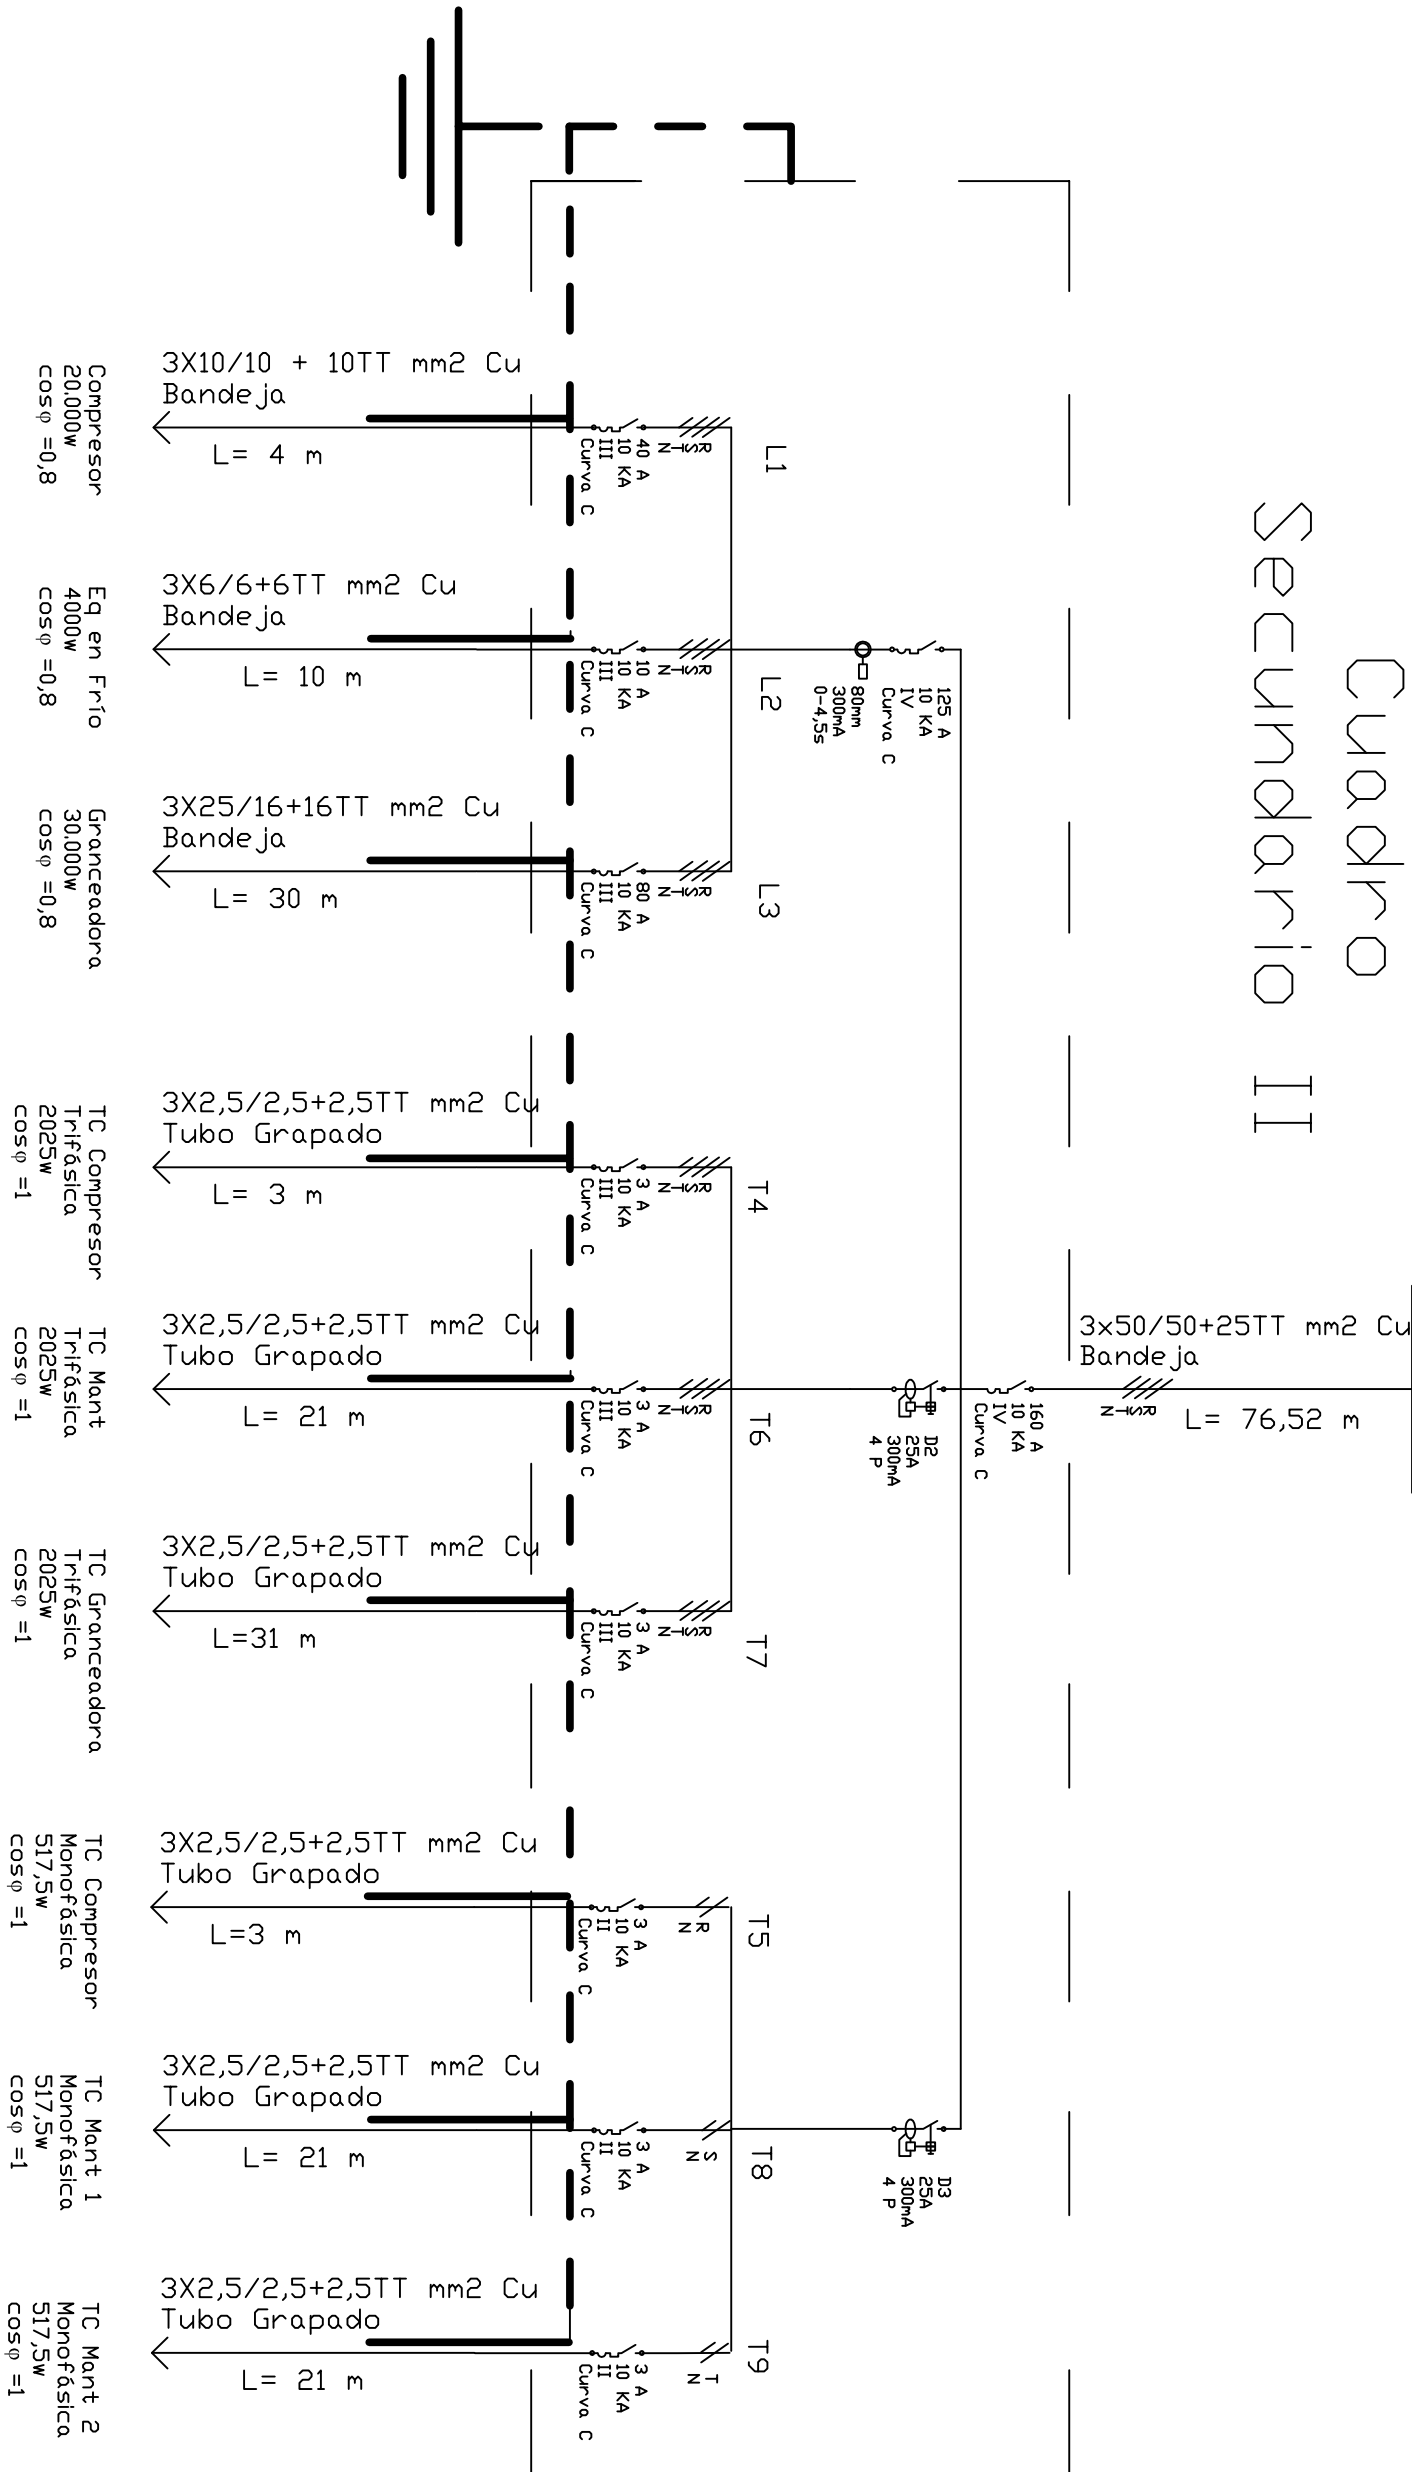 Cuadro
Secundario II
3x50/50+25TT mm2 Cu
Bandeja
L= 76,52 m
R
S
T
N
160 A
10 KA
IV
Curva C
125 A
10 KA
IV
Curva C
80mm
300mA
0-4,5s
D2
25A
300mA
4 P
D3
25A
300mA
4 P
L1
R
S
T
N
40 A
10 KA
III
Curva C
3X10/10 + 10TT mm2 Cu
Bandeja
L= 4 m
Compresor
20.000w
cosφ =0,8
L2
R
S
T
N
10 A
10 KA
III
Curva C
3X6/6+6TT mm2 Cu
Bandeja
L= 10 m
Eq en Frío
4000w
cosφ =0,8
L3
R
S
T
N
80 A
10 KA
III
Curva C
3X25/16+16TT mm2 Cu
Bandeja
L= 30 m
Granceadora
30.000w
cosφ =0,8
T4
R
S
T
N
3 A
10 KA
III
Curva C
3X2,5/2,5+2,5TT mm2 Cu
Tubo Grapado
L= 3 m
TC Compresor
Trifásica
2025w
cosφ =1
T6
R
S
T
N
3 A
10 KA
III
Curva C
3X2,5/2,5+2,5TT mm2 Cu
Tubo Grapado
L= 21 m
TC Mant
Trifásica
2025w
cosφ =1
T7
R
S
T
N
3 A
10 KA
III
Curva C
3X2,5/2,5+2,5TT mm2 Cu
Tubo Grapado
L=31 m
TC Granceadora
Trifásica
2025w
cosφ =1
T5
R
N
3 A
10 KA
II
Curva C
3X2,5/2,5+2,5TT mm2 Cu
Tubo Grapado
L=3 m
TC Compresor
Monofásica
517,5w
cosφ =1
T8
S
N
3 A
10 KA
II
Curva C
3X2,5/2,5+2,5TT mm2 Cu
Tubo Grapado
L= 21 m
TC Mant 1
Monofásica
517,5w
cosφ =1
T9
T
N
3 A
10 KA
II
Curva C
3X2,5/2,5+2,5TT mm2 Cu
Tubo Grapado
L= 21 m
TC Mant 2
Monofásica
517,5w
cosφ =1